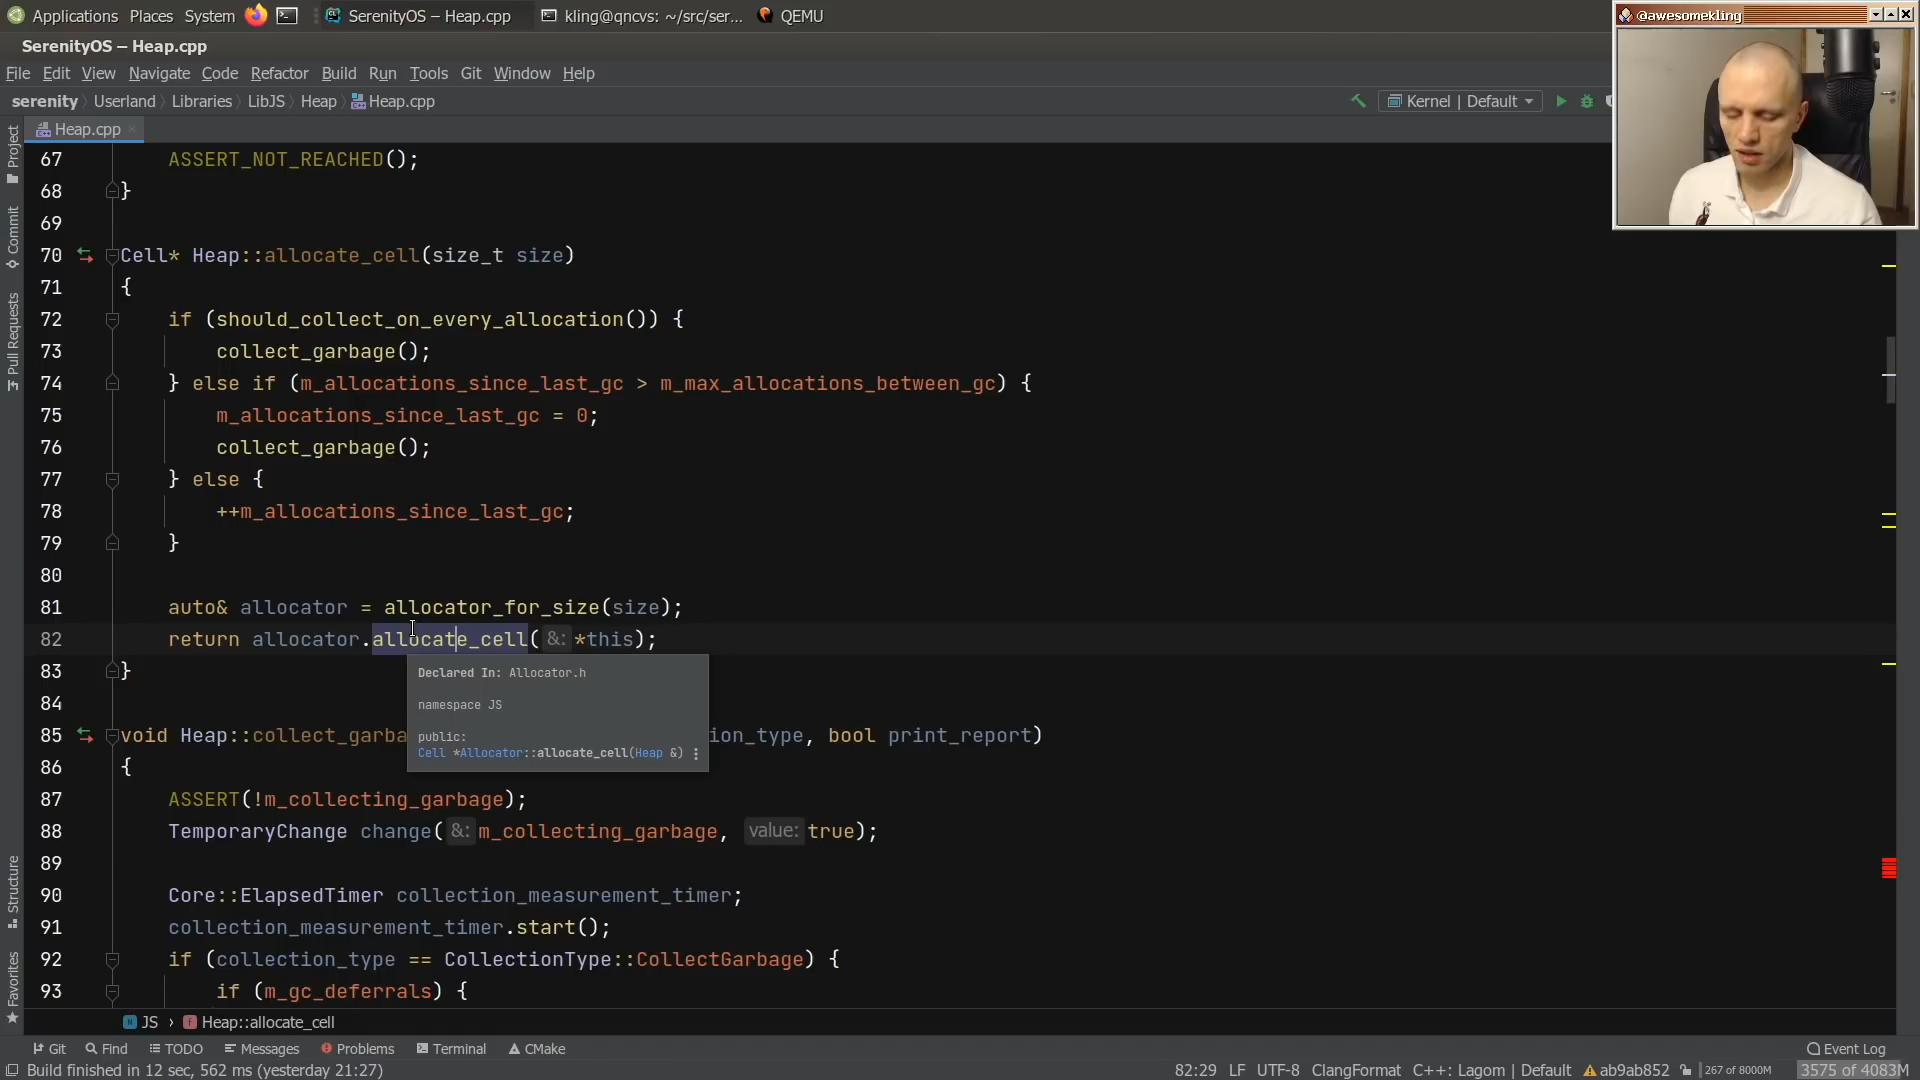 Applications Places System SerenityOS – Heap.cpp kling@qncvs: ~/src/ser... QEMU
@awesomekling
SerenityOS – Heap.cpp
File Edit View Navigate Code Refactor Build Run Tools Git Window Help
serenity Userland Libraries LibJS Heap Heap.cpp Kernel | Default
Heap.cpp
Project
Commit
Pull Requests
Structure
Favorites
67 ASSERT_NOT_REACHED();
68 }
69
70 Cell* Heap::allocate_cell(size_t size)
71 {
72 if (should_collect_on_every_allocation()) {
73 collect_garbage();
74 } else if (m_allocations_since_last_gc > m_max_allocations_between_gc) {
75 m_allocations_since_last_gc = 0;
76 collect_garbage();
77 } else {
78 ++m_allocations_since_last_gc;
79 }
80
81 auto& allocator = allocator_for_size(size);
82 return allocator.allocate_cell( &: *this);
83 }
Declared In: Allocator.h
84
namespace JS
85 void Heap::collect_garba ion_type, bool print_report)
public:
Cell *Allocator::allocate_cell(Heap &)
86 {
87 ASSERT(!m_collecting_garbage);
88 TemporaryChange change( &: m_collecting_garbage, value: true);
89
90 Core::ElapsedTimer collection_measurement_timer;
91 collection_measurement_timer.start();
92 if (collection_type == CollectionType::CollectGarbage) {
93 if (m_gc_deferrals) {
JS › Heap::allocate_cell
Git Find TODO Messages Problems Terminal CMake Event Log
Build finished in 12 sec, 562 ms (yesterday 21:27) 82:29 LF UTF-8 ClangFormat C++: Lagom | Default ab9ab852 267 of 8000M 3575 of 4083M